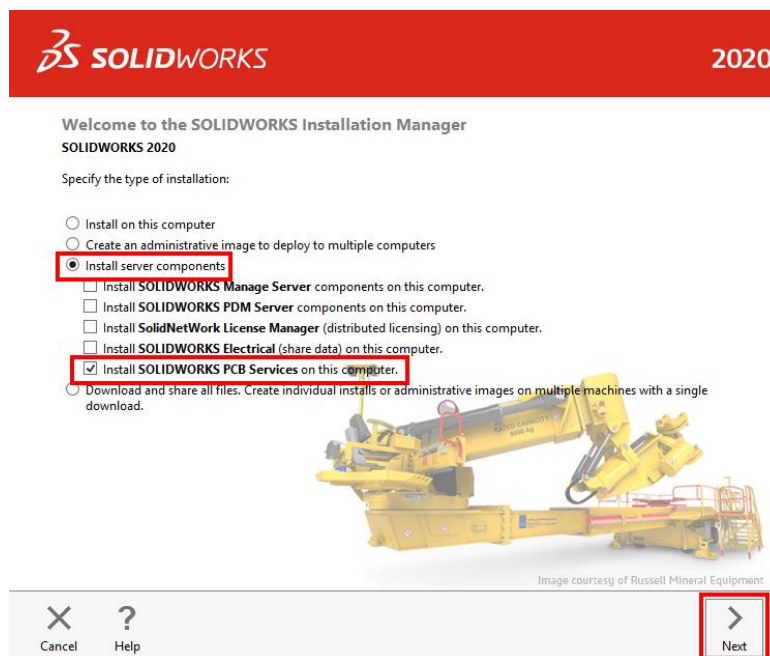 3S SOLIDWORKS
2020
Welcome to the SOLIDWORKS Installation Manager
SOLIDWORKS 2020
Specify the type of installation:
Install on this computer
Create an administrative image to deploy to multiple computers
Install server components
Install SOLIDWORKS Manage Server components on this computer.
Install SOLIDWORKS PDM Server components on this computer.
Install SolidNetWork License Manager (distributed licensing) on this computer.
Install SOLIDWORKS Electrical (share data) on this computer.
Install SOLIDWORKS PCB Services on this computer.
Download and share all files. Create individual installs or administrative images on multiple machines with a single
download.
RATED CAPACITY
Image courtesy of Russell Mineral Equipment
Cancel
Help
Next